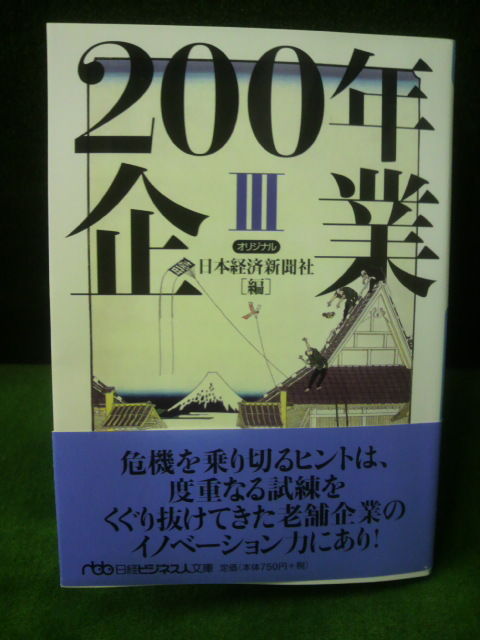 200年
企業
III
オリジナル
日本経済新聞社
[編]
危機を乗り切るヒントは、
度重なる試練を
くぐり抜けてきた老舗企業の
イノベーション力にあり!
nbb日経ビジネス人文庫 定価(本体750円+税)